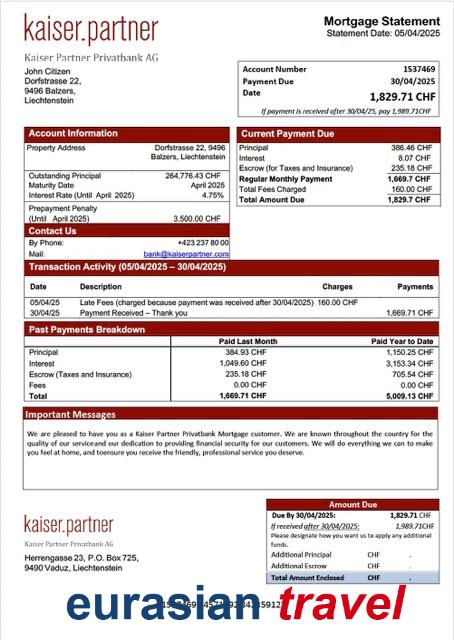 kaiser.partner
Kaiser Partner Privatbank AG
Mortgage Statement
Statement Date: 05/04/2025
John Citizen
Dorfstrasse 22,
9496 Balzers,
Liechtenstein
Account Number 1537469
Payment Due 30/04/2025
Date 1,829.71 CHF
If payment is received after 30/04/25, pay 1,989.71CHF
Account Information
Property Address Dorfstrasse 22, 9496
Balzers, Liechtenstein
Outstanding Principal 264,776.43 CHF
Maturity Date April 2025
Interest Rate (Until April 2025) 4.75%
Prepayment Penalty
(Until April 2025) 3,500.00 CHF
Contact Us
By Phone: +423 237 80 00
Mail: bank@kaiserpartner.com
Current Payment Due
Principal 386.46 CHF
Interest 8.07 CHF
Escrow (for Taxes and Insurance) 235.18 CHF
Regular Monthly Payment 1,669.7 CHF
Total Fees Charged 160.00 CHF
Total Amount Due 1,829.7 CHF
Transaction Activity (05/04/2025 – 30/04/2025)
Date Description Charges Payments
05/04/25 Late Fees (charged because payment was received after 30/04/2025) 160.00 CHF
30/04/25 Payment Received – Thank you 1,669.71 CHF
Past Payments Breakdown
Paid Last Month Paid Year to Date
Principal 384.93 CHF 1,150.25 CHF
Interest 1,049.60 CHF 3,153.34 CHF
Escrow (Taxes and Insurance) 235.18 CHF 705.54 CHF
Fees 0.00 CHF 0.00 CHF
Total 1,669.71 CHF 5,009.13 CHF
Important Messages
We are pleased to have you as a Kaiser Partner Privatbank Mortgage customer. We are known throughout the country for the
quality of our serviceand our dedication to providing financial security for our customers. We will do everything we can to make
you feel at home, and toensure you receive the friendly, professional service you deserve.
kaiser.partner
Kaiser Partner Privatbank AG
Herrengasse 23, P.O. Box 725,
9490 Vaduz, Liechtenstein
Amount Due
Due By 30/04/2025: 1,829.71 CHF
If received after 30/04/2025: 1,989.71CHF
Please designate how you want us to apply any additional
funds.
Additional Principal CHF .
Additional Escrow CHF .
Total Amount Enclosed CHF .
eurasian travel